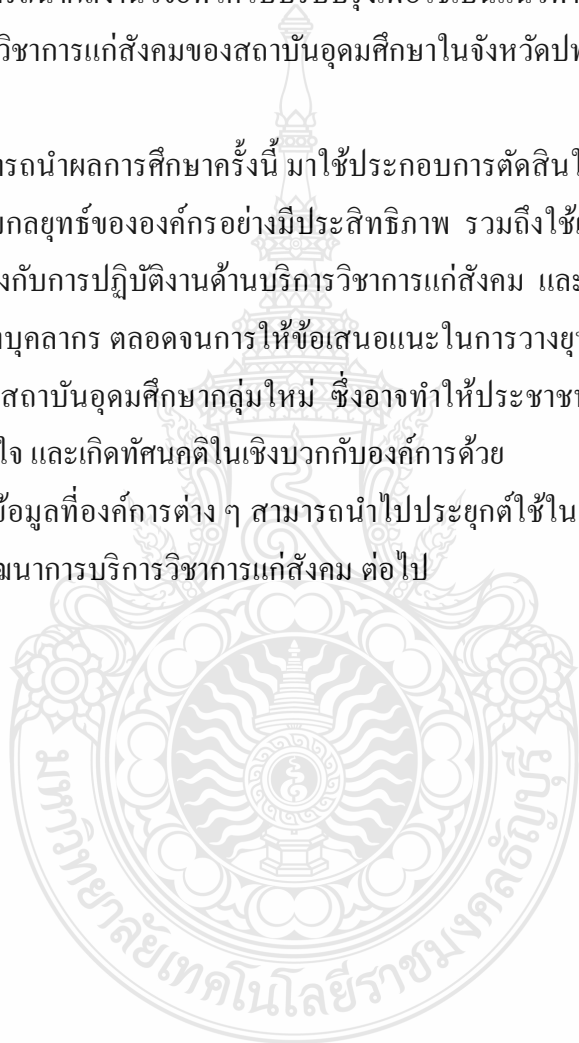 วิชาการแก่สังคมของสถาบันอุดมศึกษาในจังหวัดปท
ารถนำผลการศึกษาครั้งนี้ มาใช้ประกอบการตัดสินใ
มกลยุทธ์ขององค์กรอย่างมีประสิทธิภาพ รวมถึงใช้เ
งกับการปฏิบัติงานด้านบริการวิชาการแก่สังคม และ
บุคลากร ตลอดจนการให้ข้อเสนอแนะในการวางยุท
สถาบันอุดมศึกษากลุ่มใหม่ ซึ่งอาจทำให้ประชาชน
ใจ และเกิดทัศนคติในเชิงบวกกับองค์การด้วย
ข้อมูลที่องค์การต่าง ๆ สามารถนำไปประยุกต์ใช้ใน
ฒนาการบริการวิชาการแก่สังคม ต่อไป
มหาวิทยาลัยเทคโนโลยีราชมงคลธัญบุรี